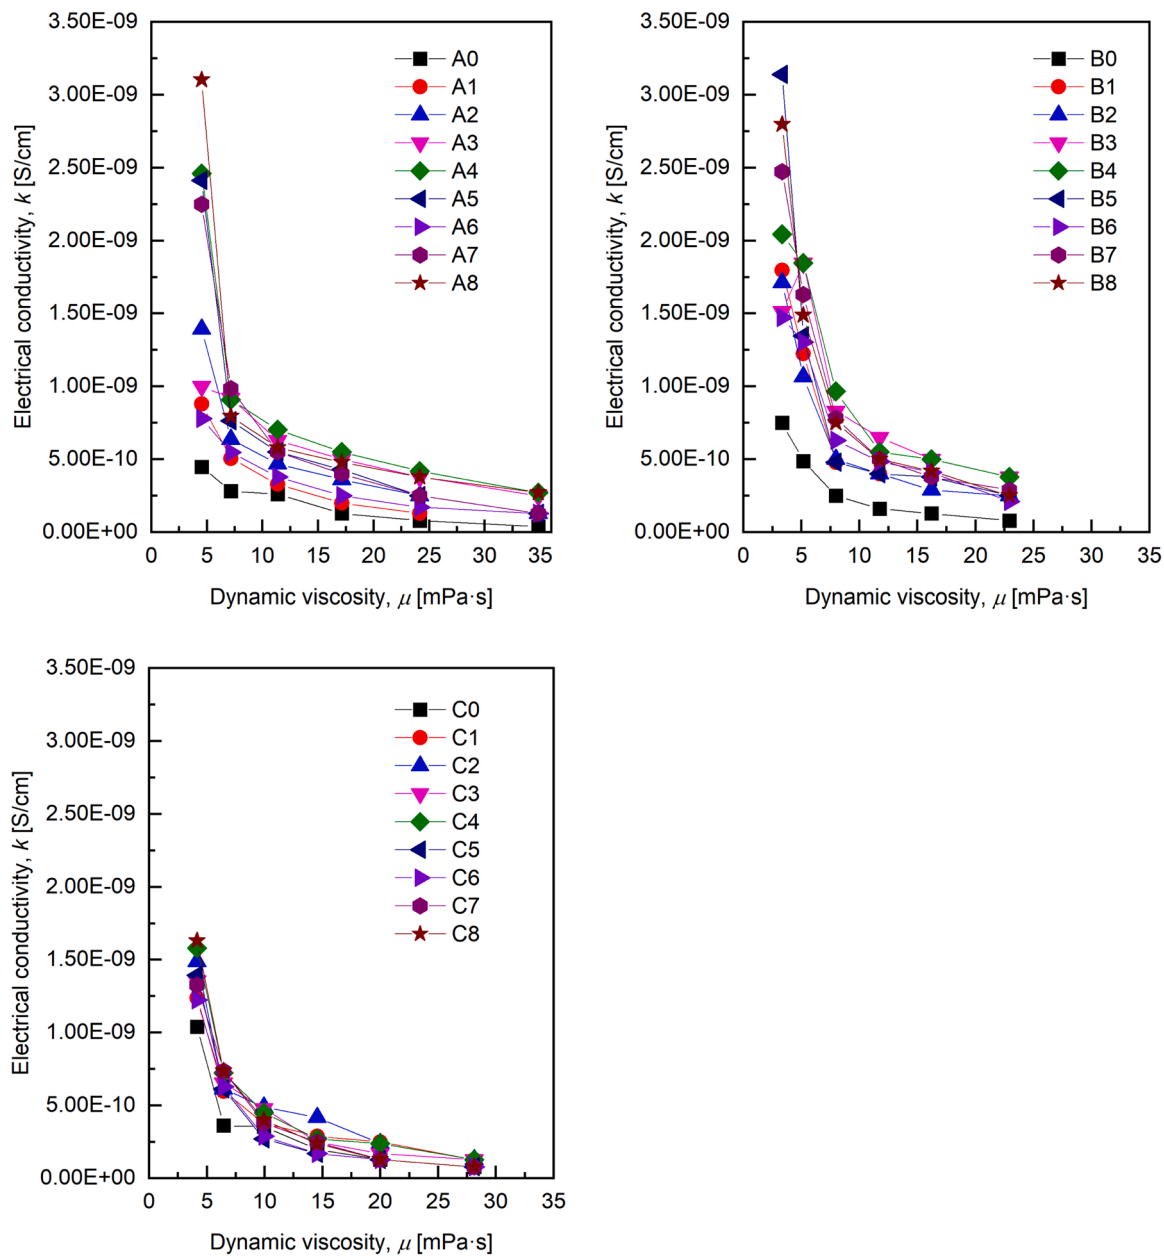 3.50E-09
3.00E-09
2.50E-09
2.00E-09
1.50E-09
1.00E-09
5.00E-10
0.00E+00
Electrical conductivity, k [S/cm]
0 5 10 15 20 25 30 35
Dynamic viscosity, μ [mPa·s]
A0
A1
A2
A3
A4
A5
A6
A7
A8
3.50E-09
3.00E-09
2.50E-09
2.00E-09
1.50E-09
1.00E-09
5.00E-10
0.00E+00
Electrical conductivity, k [S/cm]
0 5 10 15 20 25 30 35
Dynamic viscosity, μ [mPa·s]
B0
B1
B2
B3
B4
B5
B6
B7
B8
3.50E-09
3.00E-09
2.50E-09
2.00E-09
1.50E-09
1.00E-09
5.00E-10
0.00E+00
Electrical conductivity, k [S/cm]
0 5 10 15 20 25 30 35
Dynamic viscosity, μ [mPa·s]
C0
C1
C2
C3
C4
C5
C6
C7
C8